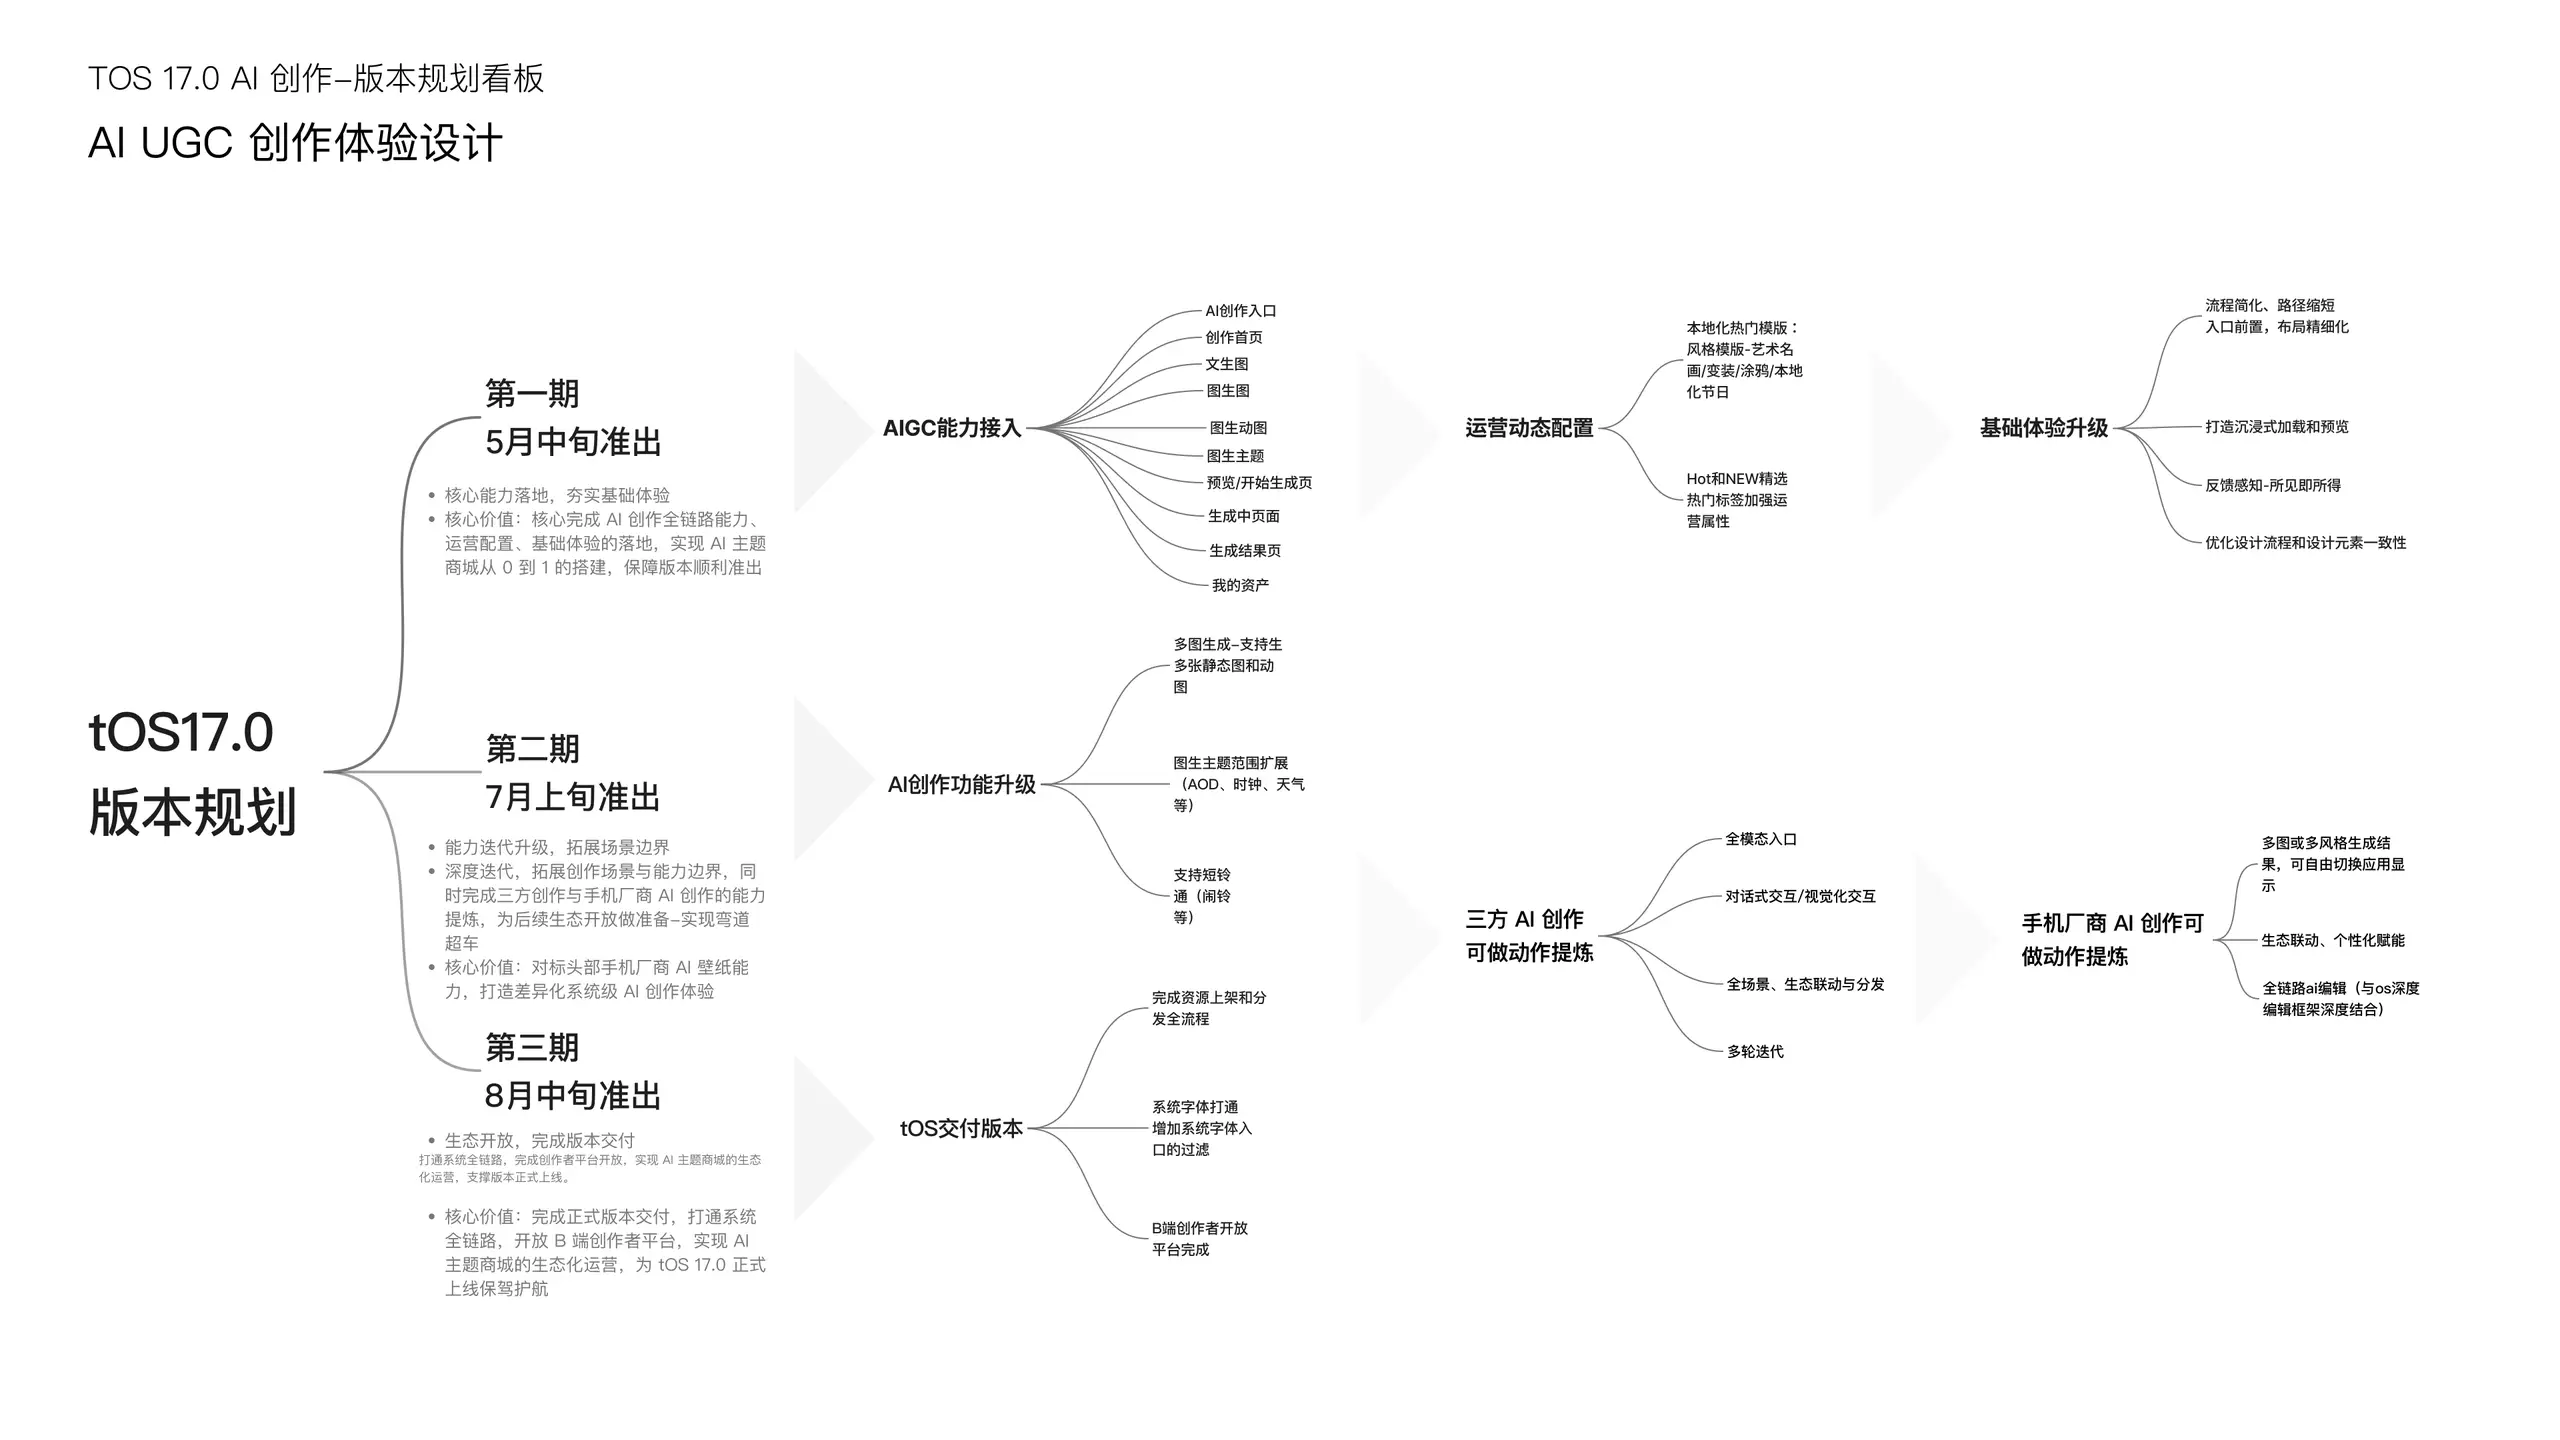 TOS 17.0 AI 创作–版本规划看板
AI UGC 创作体验设计
tOS17.0
版本规划
第一期
5月中旬准出
核心能力落地，夯实基础体验
核心价值：核心完成 AI 创作全链路能力、
运营配置、基础体验的落地，实现 AI 主题
商城从 0 到 1 的搭建，保障版本顺利准出
AIGC能力接入
AI创作入口
创作首页
文生图
图生图
图生动图
图生主题
预览/开始生成页
生成中页面
生成结果页
我的资产
运营动态配置
本地化热门模版：
风格模版-艺术名
画/变装/涂鸦/本地
化节日
Hot和NEW精选
热门标签加强运
营属性
基础体验升级
流程简化、路径缩短
入口前置，布局精细化
打造沉浸式加载和预览
反馈感知-所见即所得
优化设计流程和设计元素一致性
第二期
7月上旬准出
能力迭代升级，拓展场景边界
深度迭代，拓展创作场景与能力边界，同
时完成三方创作与手机厂商 AI 创作的能力
提炼，为后续生态开放做准备–实现弯道
超车
核心价值：对标头部手机厂商 AI 壁纸能
力，打造差异化系统级 AI 创作体验
AI创作功能升级
多图生成–支持生
多张静态图和动
图
图生主题范围扩展
（AOD、时钟、天气
等）
支持短铃
通（闹铃
等）
三方 AI 创作
可做动作提炼
全模态入口
对话式交互/视觉化交互
全场景、生态联动与分发
多轮迭代
手机厂商 AI 创作可
做动作提炼
多图或多风格生成结
果，可自由切换应用显
示
生态联动、个性化赋能
全链路ai编辑（与os深度
编辑框架深度结合）
第三期
8月中旬准出
生态开放，完成版本交付
打通系统全链路，完成创作者平台开放，实现 AI 主题商城的生态
化运营，支撑版本正式上线。
核心价值：完成正式版本交付，打通系统
全链路，开放 B 端创作者平台，实现 AI
主题商城的生态化运营，为 tOS 17.0 正式
上线保驾护航
tOS交付版本
完成资源上架和分
发全流程
系统字体打通
增加系统字体入
口的过滤
B端创作者开放
平台完成